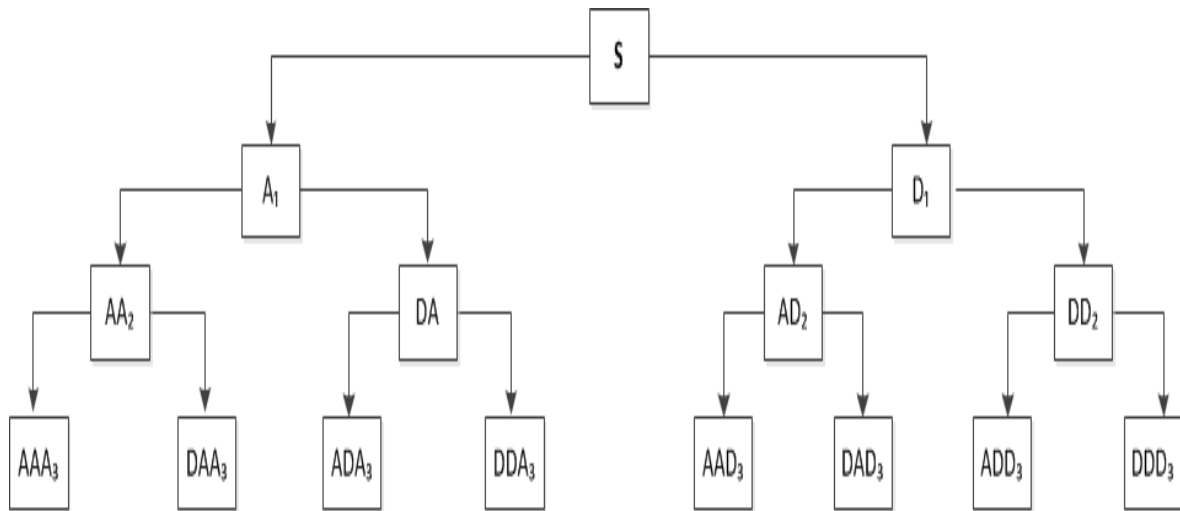 S
A₁
D₁
AA₂
DA
AD₂
DD₂
AAA₃
DAA₃
ADA₃
DDA₃
AAD₃
DAD₃
ADD₃
DDD₃